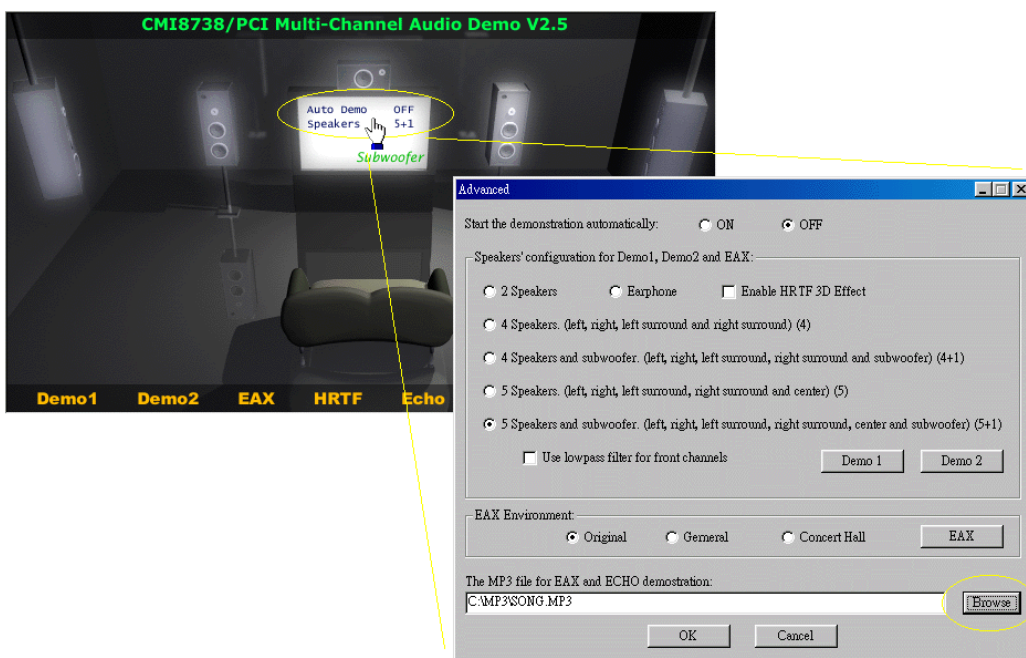 CMI8738/PCI Multi-Channel Audio Demo V2.5
Auto Demo OFF
Speakers 5+1
Subwoofer
Demo1 Demo2 EAX HRTF Echo
Advanced
Start the demonstration automatically: ON OFF
Speakers' configuration for Demo1, Demo2 and EAX:
2 Speakers Earphone Enable HRTF 3D Effect
4 Speakers. (left, right, left surround and right surround) (4)
4 Speakers and subwoofer. (left, right, left surround, right surround and subwoofer) (4+1)
5 Speakers. (left, right, left surround, right surround and center) (5)
5 Speakers and subwoofer. (left, right, left surround, right surround, center and subwoofer) (5+1)
Use lowpass filter for front channels Demo 1 Demo 2
EAX Environment:
Original Gemeral Concert Hall EAX
The MP3 file for EAX and ECHO demostration:
C:\MP3\SONG.MP3 Browse
OK Cancel